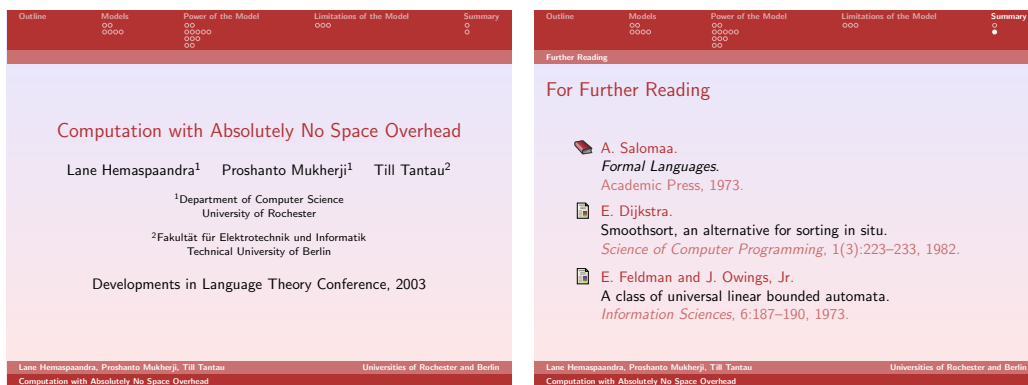 Outline Models Power of the Model Limitations of the Model Summary
Computation with Absolutely No Space Overhead
Lane Hemaspaandra1 Proshanto Mukherji1 Till Tantau2
1Department of Computer Science
University of Rochester
2Fakultät für Elektrotechnik und Informatik
Technical University of Berlin
Developments in Language Theory Conference, 2003
Lane Hemaspaandra, Proshanto Mukherji, Till Tantau Universities of Rochester and Berlin
Computation with Absolutely No Space Overhead
Outline Models Power of the Model Limitations of the Model Summary
Further Reading
For Further Reading
A. Salomaa.
Formal Languages.
Academic Press, 1973.
E. Dijkstra.
Smoothsort, an alternative for sorting in situ.
Science of Computer Programming, 1(3):223–233, 1982.
E. Feldman and J. Owings, Jr.
A class of universal linear bounded automata.
Information Sciences, 6:187–190, 1973.
Lane Hemaspaandra, Proshanto Mukherji, Till Tantau Universities of Rochester and Berlin
Computation with Absolutely No Space Overhead